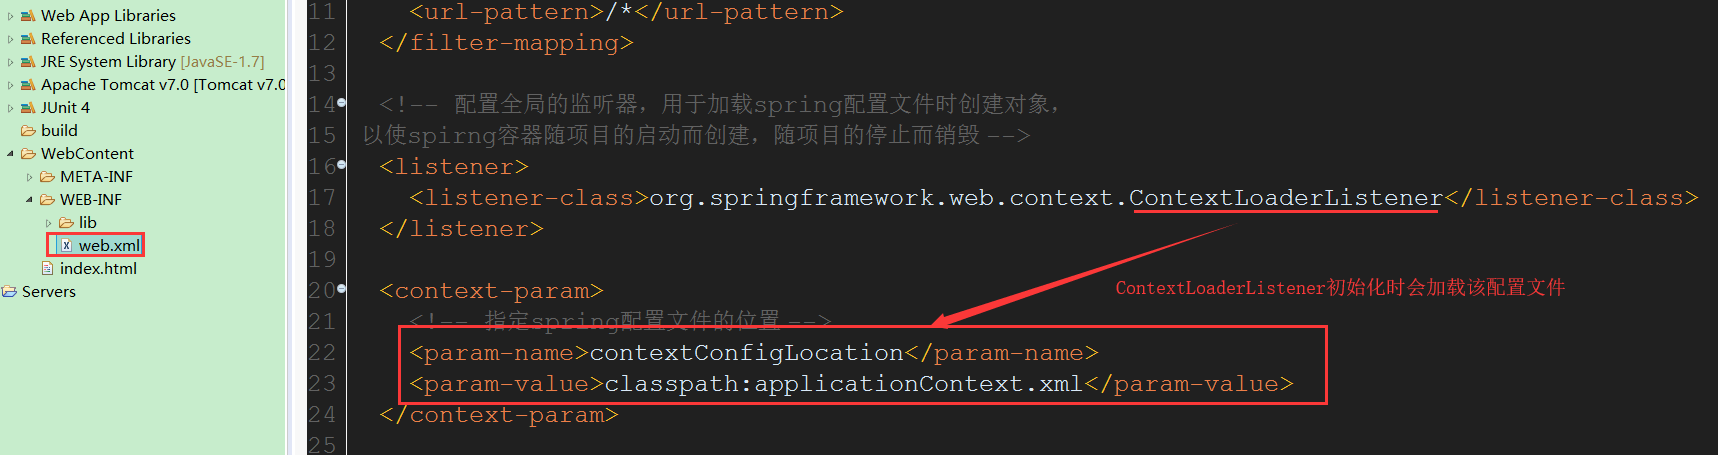 Web App Libraries
Referenced Libraries
JRE System Library [JavaSE-1.7]
Apache Tomcat v7.0 [Tomcat v7.0
JUnit 4
build
WebContent
META-INF
WEB-INF
lib
web.xml
index.html
Servers
11 <url-pattern>/*</url-pattern>
12 </filter-mapping>
13
14 <!-- 配置全局的监听器，用于加载spring配置文件时创建对象，
15 以使spirng容器随项目的启动而创建，随项目的停止而销毁 -->
16 <listener>
17 <listener-class>org.springframework.web.context.ContextLoaderListener</listener-class>
18 </listener>
19
20 <context-param>
ContextLoaderListener初始化时会加载该配置文件
21 <!-- 指定spring配置文件的位置 -->
22 <param-name>contextConfigLocation</param-name>
23 <param-value>classpath:applicationContext.xml</param-value>
24 </context-param>
25